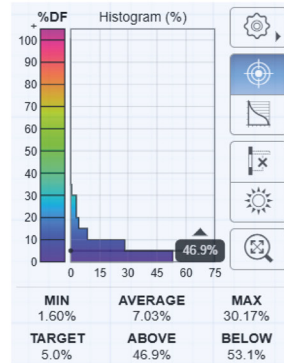 %DF Histogram (%)
+
100
90
80
70
60
50
40
30
20
10
0
46.9%
0 15 30 45 60 75
MIN AVERAGE MAX
1.60% 7.03% 30.17%
TARGET ABOVE BELOW
5.0% 46.9% 53.1%